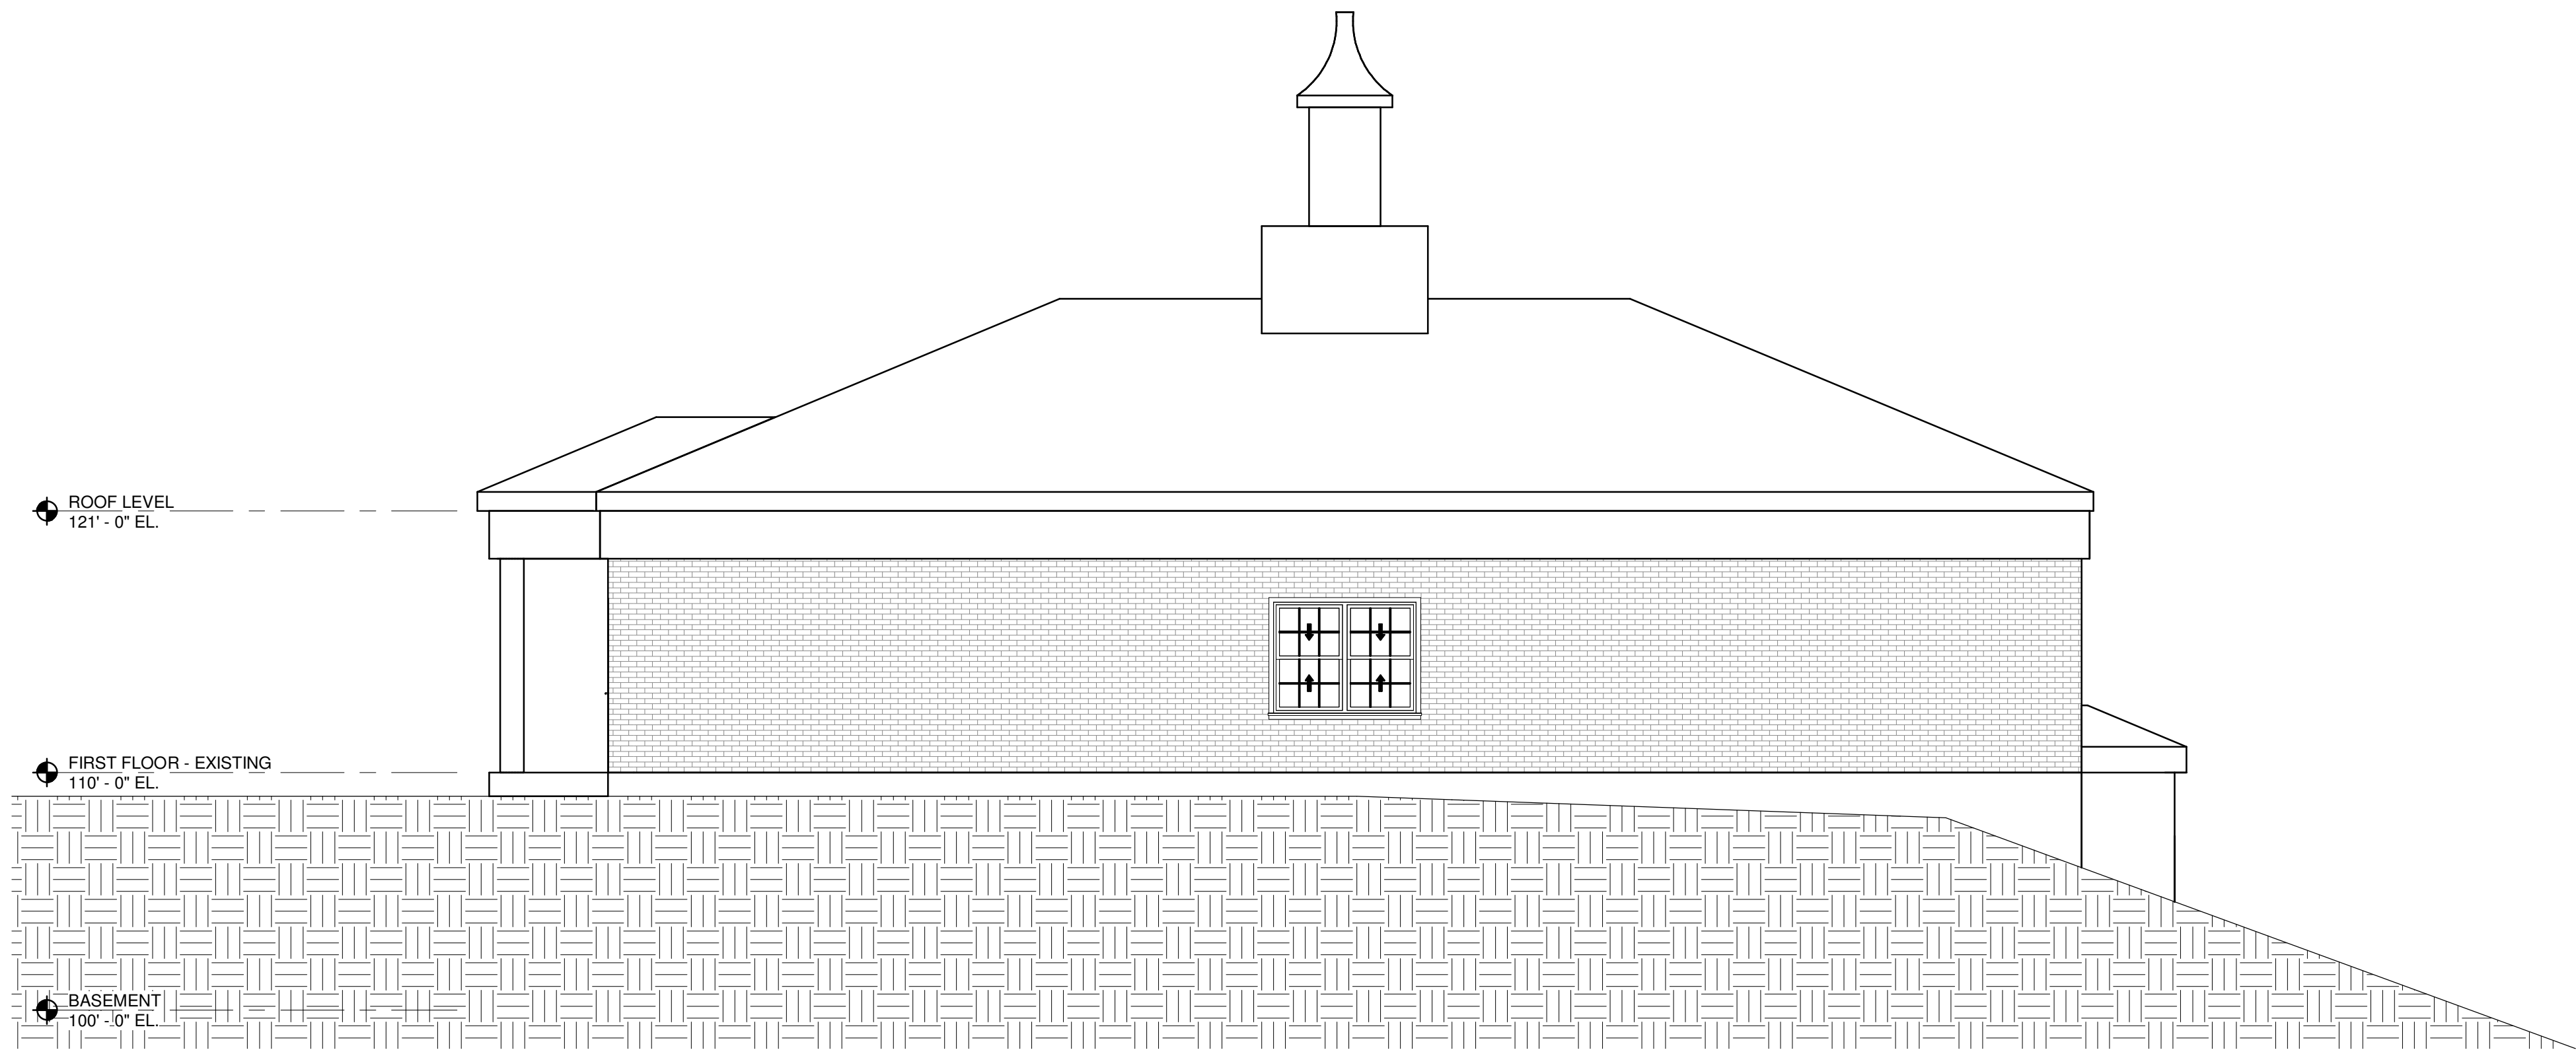 ROOF LEVEL
121' - 0" EL.
FIRST FLOOR - EXISTING
110' - 0" EL.
BASEMENT
100' - 0" EL.